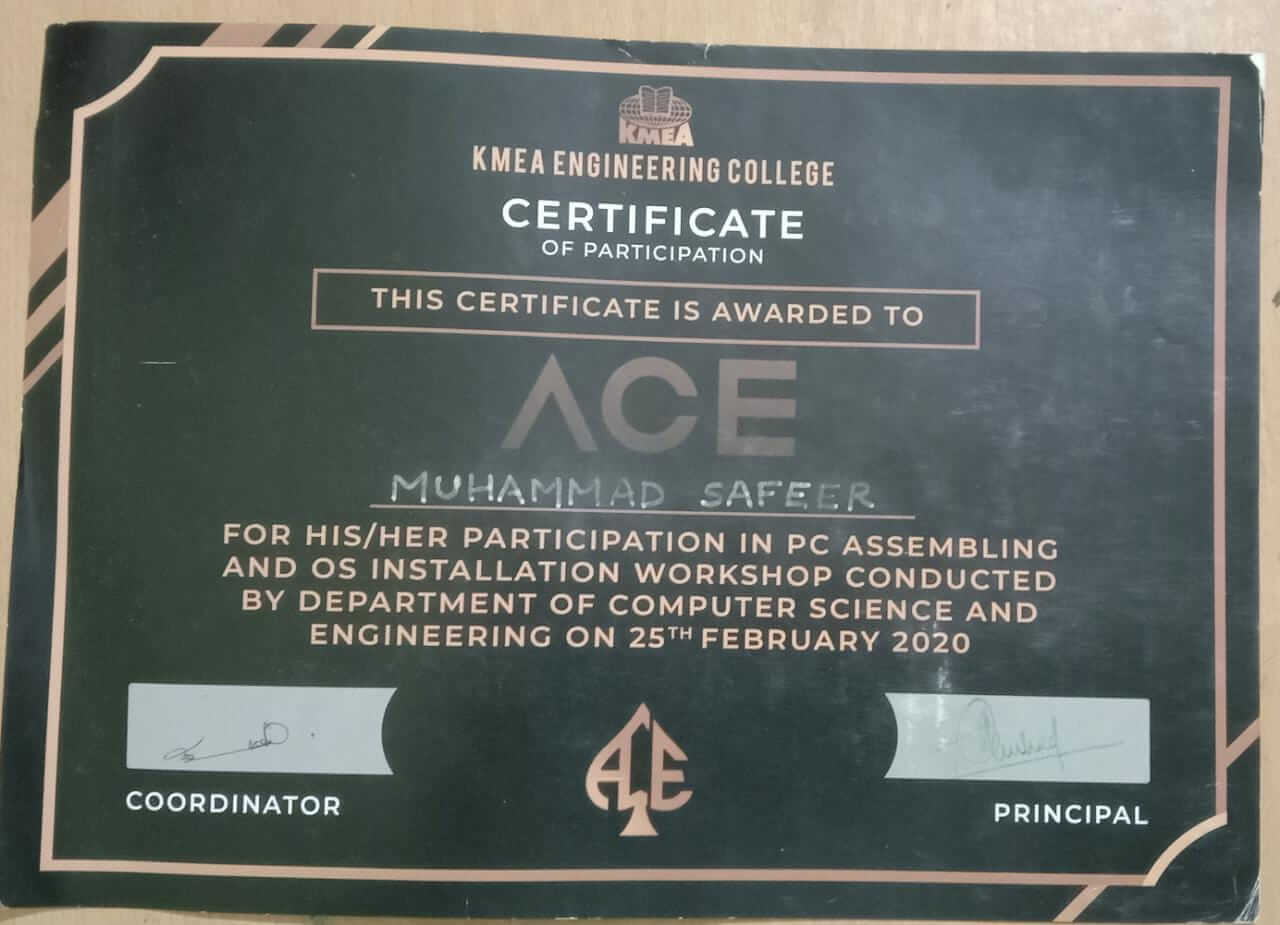 KMEA
KMEA ENGINEERING COLLEGE
CERTIFICATE
OF PARTICIPATION
THIS CERTIFICATE IS AWARDED TO
ACE
MUHAMMAD SAFEER
FOR HIS/HER PARTICIPATION IN PC ASSEMBLING
AND OS INSTALLATION WORKSHOP CONDUCTED
BY DEPARTMENT OF COMPUTER SCIENCE AND
ENGINEERING ON 25TH FEBRUARY 2020
ACE
COORDINATOR
PRINCIPAL